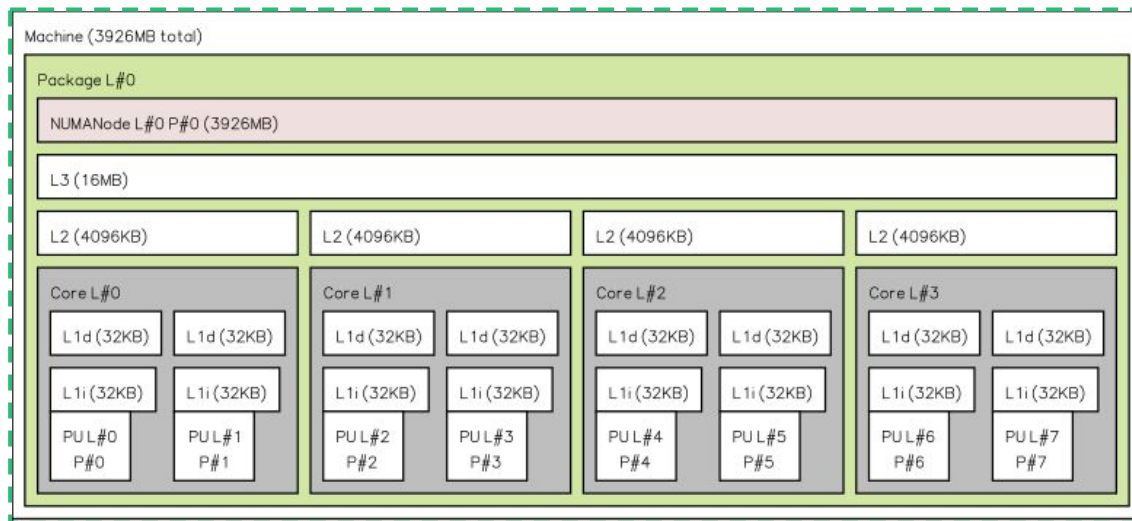 Machine (3926MB total)
Package L#0
NUMANode L#0 P#0 (3926MB)
L3 (16MB)
L2 (4096KB) L2 (4096KB) L2 (4096KB) L2 (4096KB)
Core L#0 Core L#1 Core L#2 Core L#3
L1d (32KB) L1d (32KB) L1d (32KB) L1d (32KB) L1d (32KB) L1d (32KB) L1d (32KB) L1d (32KB)
L1i (32KB) L1i (32KB) L1i (32KB) L1i (32KB) L1i (32KB) L1i (32KB) L1i (32KB) L1i (32KB)
PU L#0 PU L#1 PU L#2 PU L#3 PU L#4 PU L#5 PU L#6 PU L#7
P#0 P#1 P#2 P#3 P#4 P#5 P#6 P#7